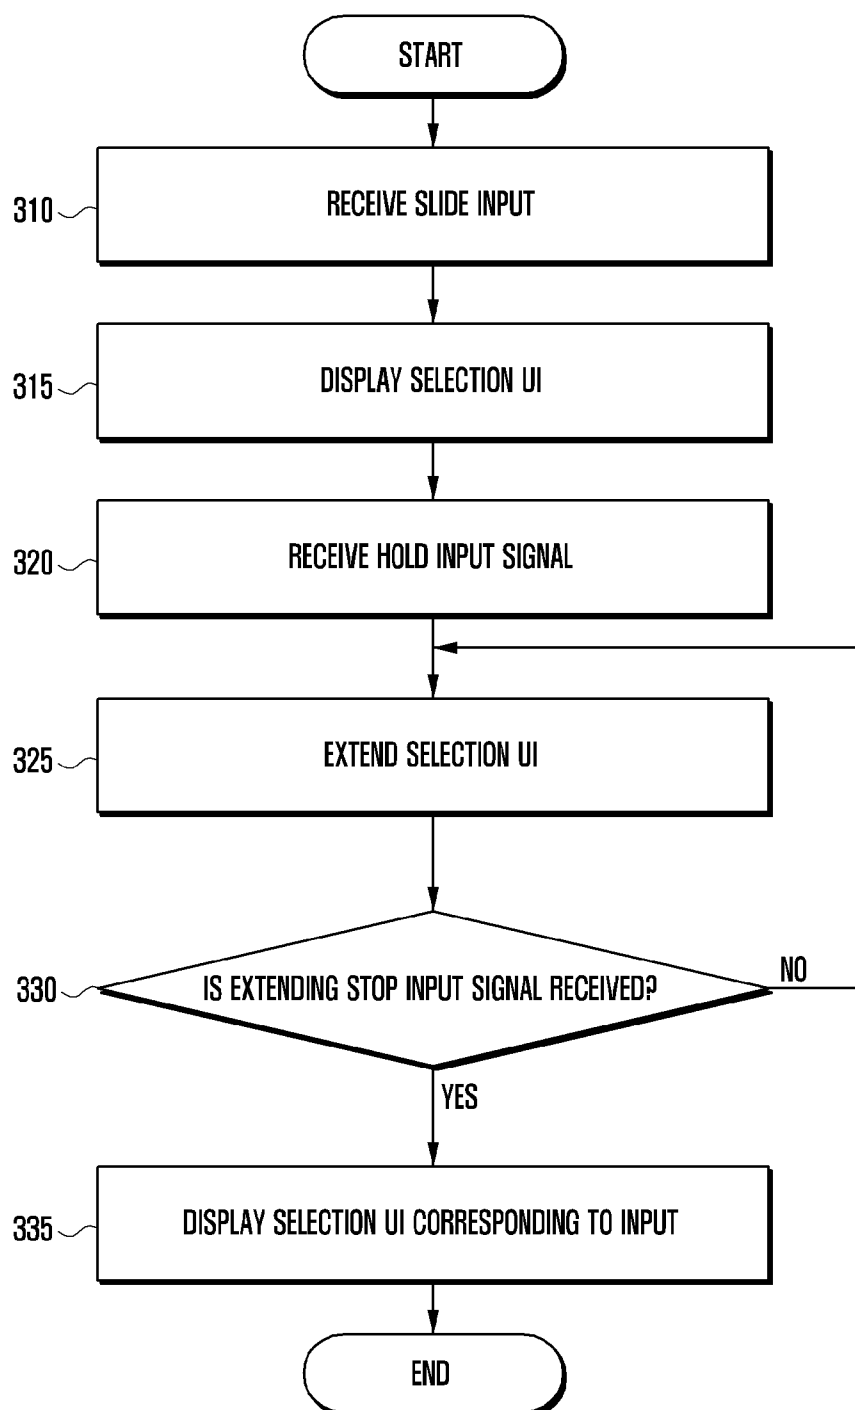 START
310
RECEIVE SLIDE INPUT
315
DISPLAY SELECTION UI
320
RECEIVE HOLD INPUT SIGNAL
325
EXTEND SELECTION UI
330
IS EXTENDING STOP INPUT SIGNAL RECEIVED?
NO
YES
335
DISPLAY SELECTION UI CORRESPONDING TO INPUT
END